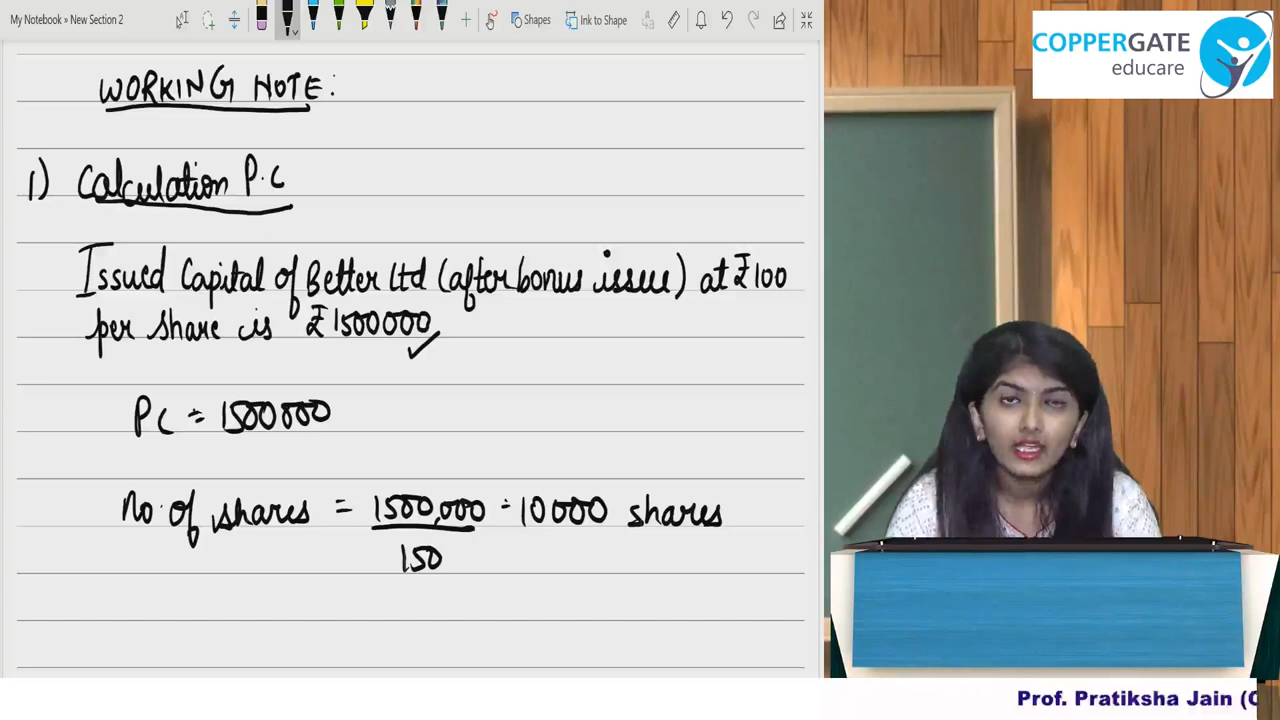 My Notebook » New Section 2
Shapes
Ink to Shape
COPPERGATE
educare
WORKING NOTE:
1) Calculation P.C
Issued Capital of Better Ltd (after bonus issue) at ₹100
per share is ₹1500000
PC = 1500000
No. of shares = 1500,000 = 10000 shares
150
Prof. Pratiksha Jain (C